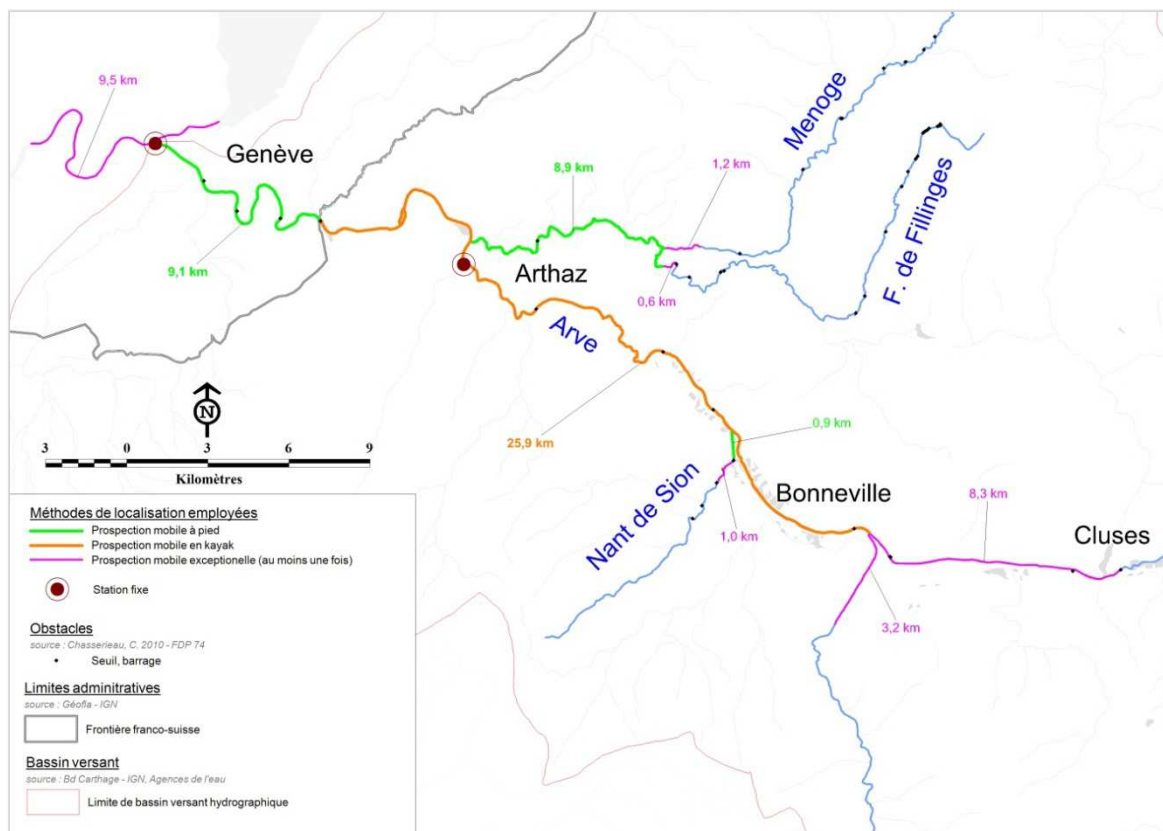 9,5 km
Genève
9,1 km
8,9 km
1,2 km
Menoge
F. de Fillinges
Arthaz
0,6 km
Arve
25,9 km
0,9 km
Nant de Sion
1,0 km
Bonneville
8,3 km
Cluses
3,2 km
N
3 0 3 6 9
Kilomètres
Méthodes de localisation employées
Prospection mobile à pied
Prospection mobile en kayak
Prospection mobile exceptionelle (au moins une fois)
Station fixe
Obstacles
source : Chasserieau, C. 2010 - FDP 74
Seuil, barrage
Limites adminitratives
source : Géofla - IGN
Frontière franco-suisse
Bassin versant
source : Bd Carthage - IGN, Agences de l'eau
Limite de bassin versant hydrographique